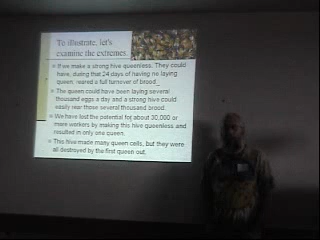 To illustrate, let's
examine the extremes.
If we make a strong hive queenless. They could
have, during that 24 days of having no laying
queen, reared a full turnover of brood.
The queen could have been laying several
thousand eggs a day and a strong hive could
easily rear those several thousand brood.
We have lost the potential for about 30,000 or
more workers by making this hive queenless and
resulted in only one queen.
This hive made many queen cells, but they were
all destroyed by the first queen out.